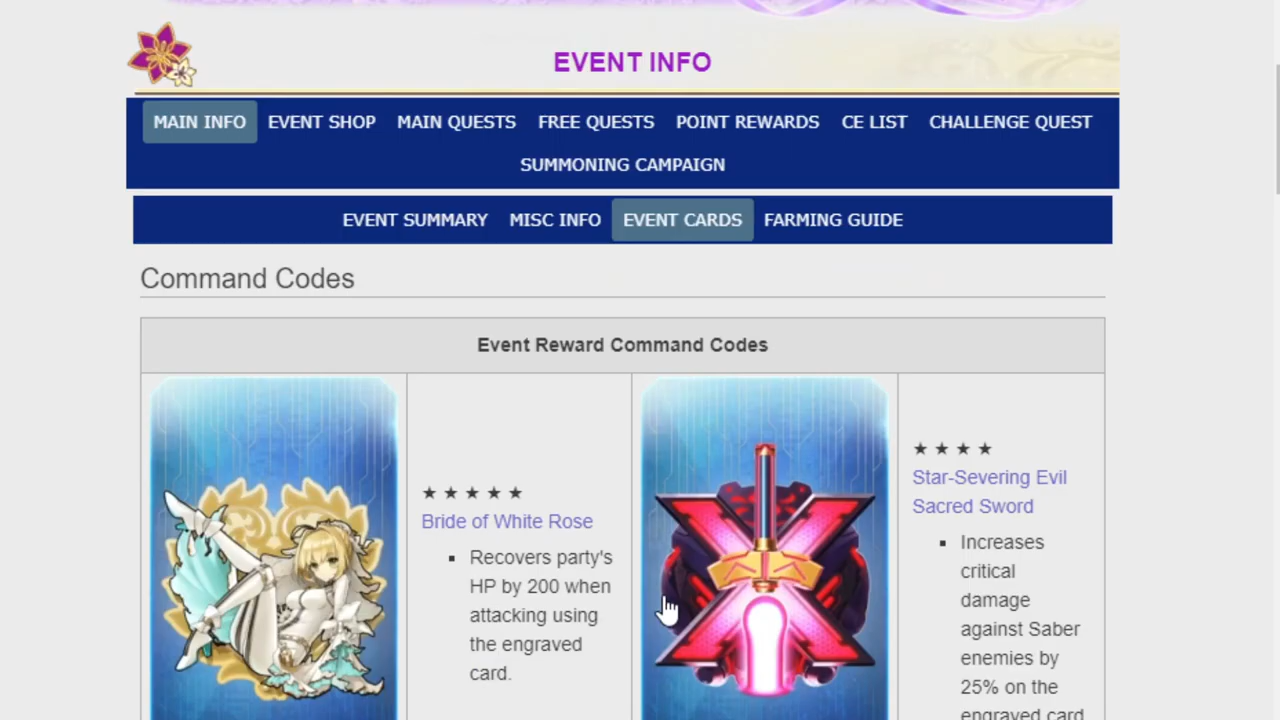 EVENT INFO
MAIN INFO EVENT SHOP MAIN QUESTS FREE QUESTS POINT REWARDS CE LIST CHALLENGE QUEST
SUMMONING CAMPAIGN
EVENT SUMMARY MISC INFO EVENT CARDS FARMING GUIDE
Command Codes
Event Reward Command Codes
★ ★ ★ ★ ★
Bride of White Rose
▪ Recovers party's
HP by 200 when
attacking using
the engraved
card.
★ ★ ★ ★
Star-Severing Evil
Sacred Sword
▪ Increases
critical
damage
against Saber
enemies by
25% on the
engraved card